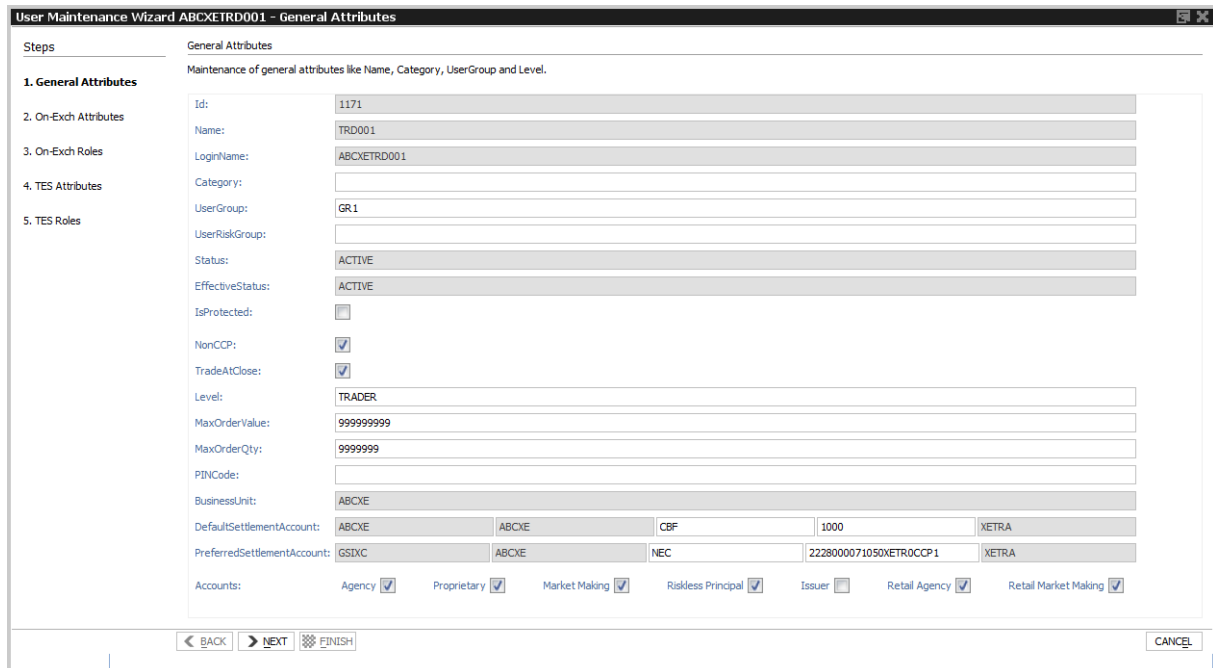 User Maintenance Wizard ABCXETRD001 - General Attributes
Steps
1. General Attributes
2. On-Exch Attributes
3. On-Exch Roles
4. TES Attributes
5. TES Roles
General Attributes
Maintenance of general attributes like Name, Category, UserGroup and Level.
Id: 1171
Name: TRD001
LoginName: ABCXETRD001
Category:
UserGroup: GR1
UserRiskGroup:
Status: ACTIVE
EffectiveStatus: ACTIVE
IsProtected:
NonCCP:
TradeAtClose:
Level: TRADER
MaxOrderValue: 999999999
MaxOrderQty: 9999999
PINCode:
BusinessUnit: ABCXE
DefaultSettlementAccount: ABCXE ABCXE CBF 1000 XETRA
PreferredSettlementAccount: GSIXC ABCXE NEC 2228000071050XETR0CCP1 XETRA
Accounts: Agency Proprietary Market Making Riskless Principal Issuer Retail Agency Retail Market Making
BACK NEXT FINISH CANCEL